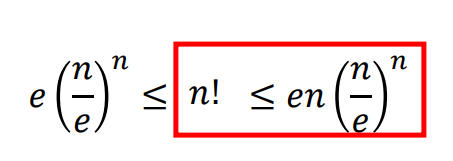 e(n/e)^n ≤ n! ≤ en(n/e)^n